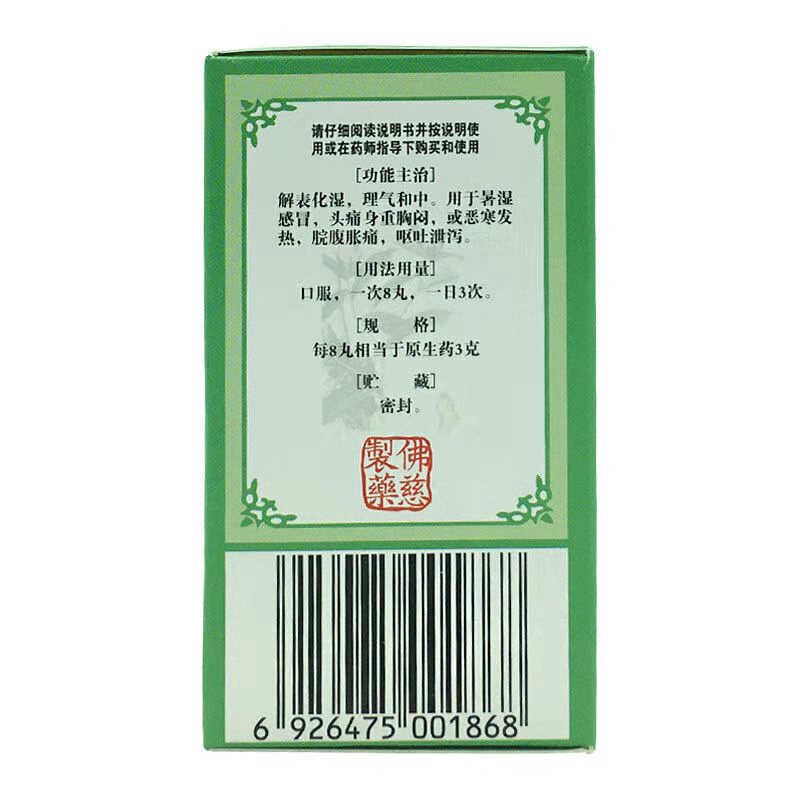 请仔细阅读说明书并按说明使
用或在药师指导下购买和使用
[功能主治]
解表化湿，理气和中。用于暑湿
感冒，头痛身重胸闷，或恶寒发
热，脘腹胀痛，呕吐泄泻。
[用法用量]
口服，一次8丸，一日3次。
[规 格]
每8丸相当于原生药3克
[贮 藏]
密封。
佛慈
製藥
6 926475 001868